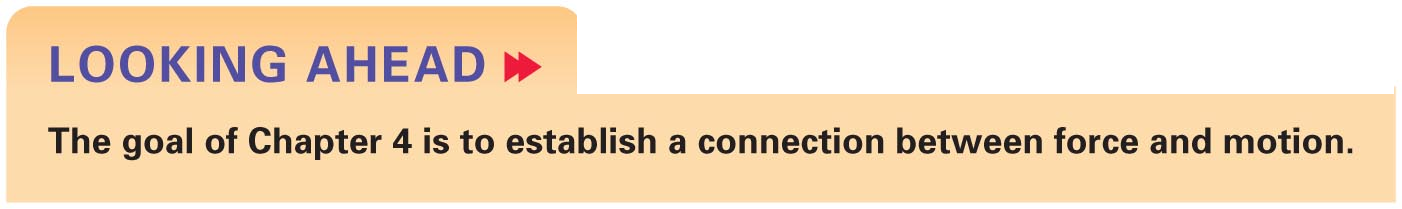 LOOKING AHEAD
The goal of Chapter 4 is to establish a connection between force and motion.